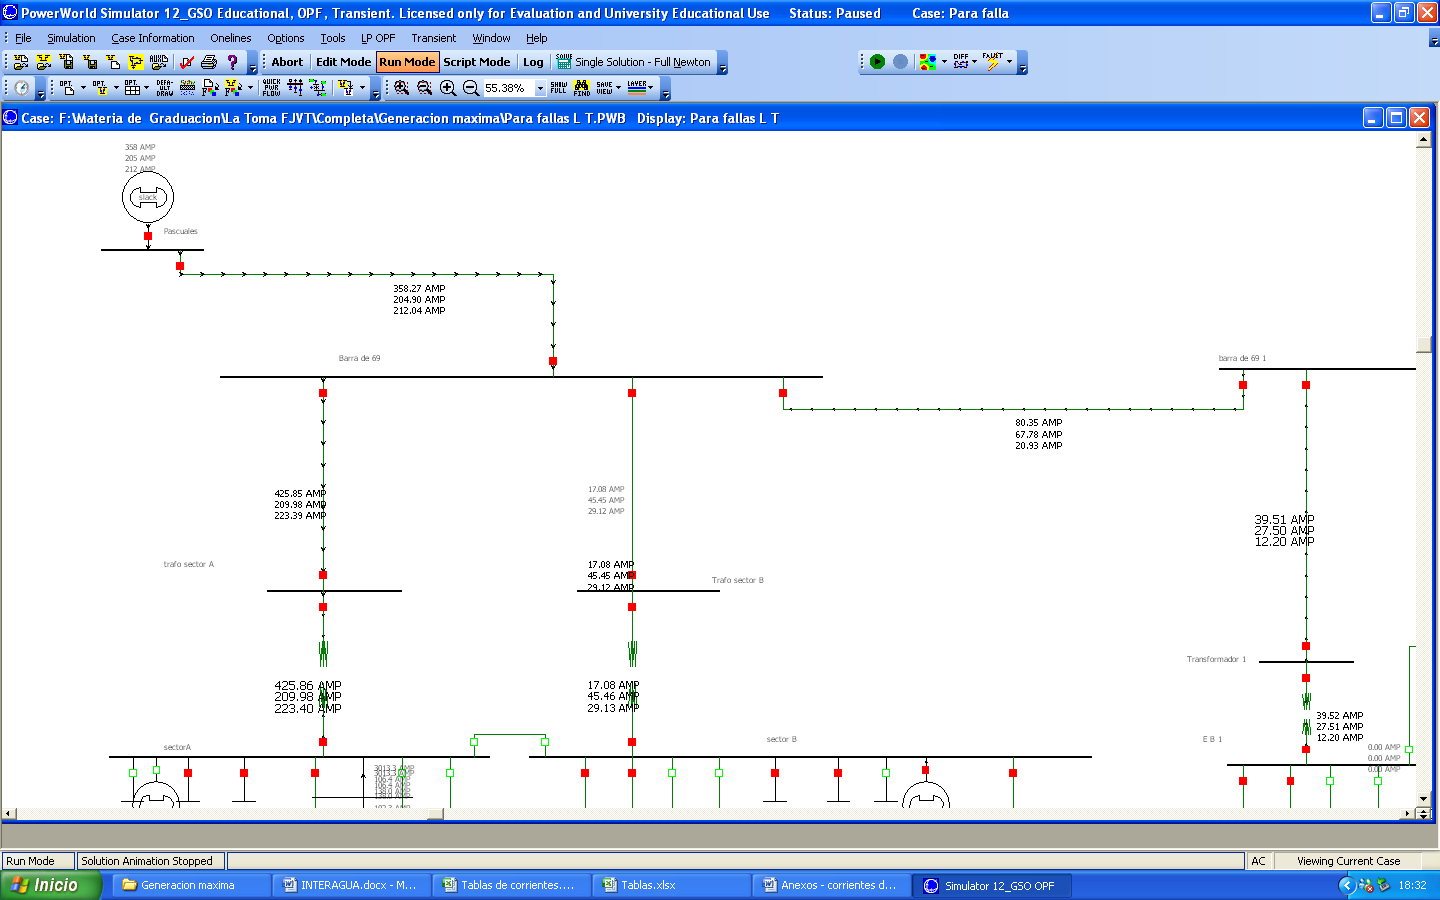 PowerWorld Simulator 12_GSO Educational, OPF, Transient. Licensed only for Evaluation and University Educational Use Status: Paused Case: Para falla
File Simulation Case Information Onelines Options Tools LP OPF Transient Window Help
Abort Edit Mode Run Mode Script Mode Log Single Solution - Full Newton
55.38%
Case: F:\Materia de Graduacion\La Toma FJVT\Completa\Generacion maxima\Para fallas L T.PWB Display: Para fallas L T
358 AMP
205 AMP
212 AMP
slack
Pascuales
358.27 AMP
204.90 AMP
212.04 AMP
Barra de 69
barra de 69 1
80.35 AMP
67.78 AMP
20.93 AMP
425.85 AMP
209.98 AMP
223.39 AMP
17.08 AMP
45.45 AMP
29.12 AMP
39.51 AMP
27.50 AMP
12.20 AMP
trafo sector A
17.08 AMP
45.45 AMP
29.12 AMP
Trafo sector B
Transformador 1
425.86 AMP
209.98 AMP
223.40 AMP
17.08 AMP
45.46 AMP
29.13 AMP
39.52 AMP
27.51 AMP
12.20 AMP
sectorA
sector B
E B 1
0.00 AMP
0.00 AMP
0.00 AMP
Run Mode Solution Animation Stopped AC Viewing Current Case
Inicio Generacion maxima INTERAGUA.docx - M... Tablas de corrientes.... Tablas.xlsx Anexos - corrientes d... Simulator 12_GSO OPF 18:32